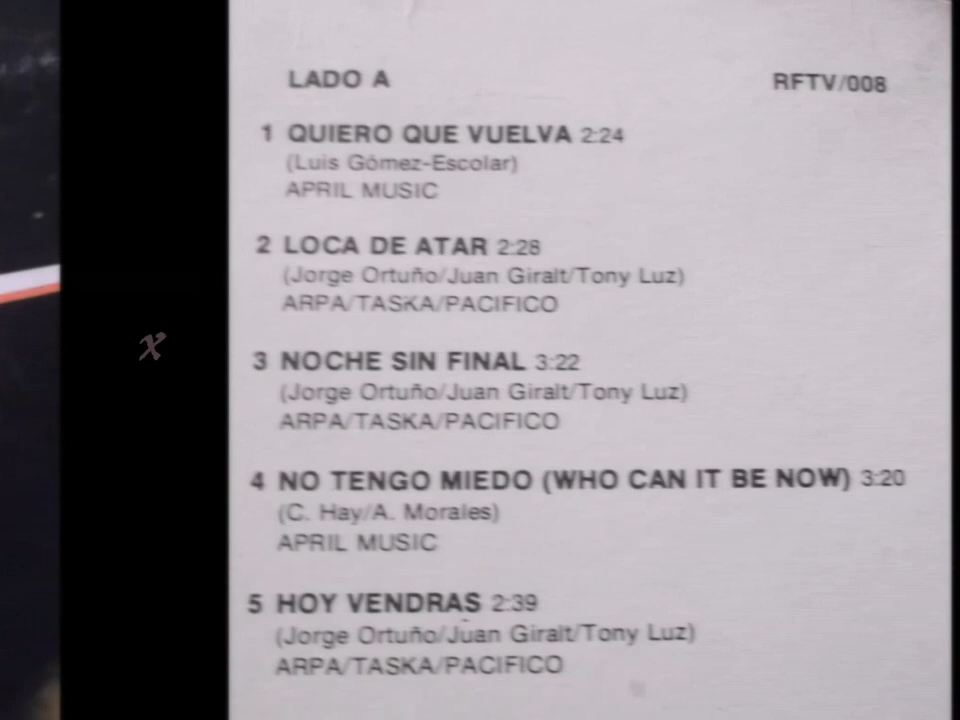 LADO A
RFTV/008
1 QUIERO QUE VUELVA 2:24
(Luis Gómez-Escolar)
APRIL MUSIC
2 LOCA DE ATAR 2:28
(Jorge Ortuño/Juan Giralt/Tony Luz)
ARPA/TASKA/PACIFICO
3 NOCHE SIN FINAL 3:22
(Jorge Ortuño/Juan Giralt/Tony Luz)
ARPA/TASKA/PACIFICO
x
4 NO TENGO MIEDO (WHO CAN IT BE NOW) 3:20
(C. Hay/A. Morales)
APRIL MUSIC
5 HOY VENDRAS 2:39
(Jorge Ortuño/Juan Giralt/Tony Luz)
ARPA/TASKA/PACIFICO